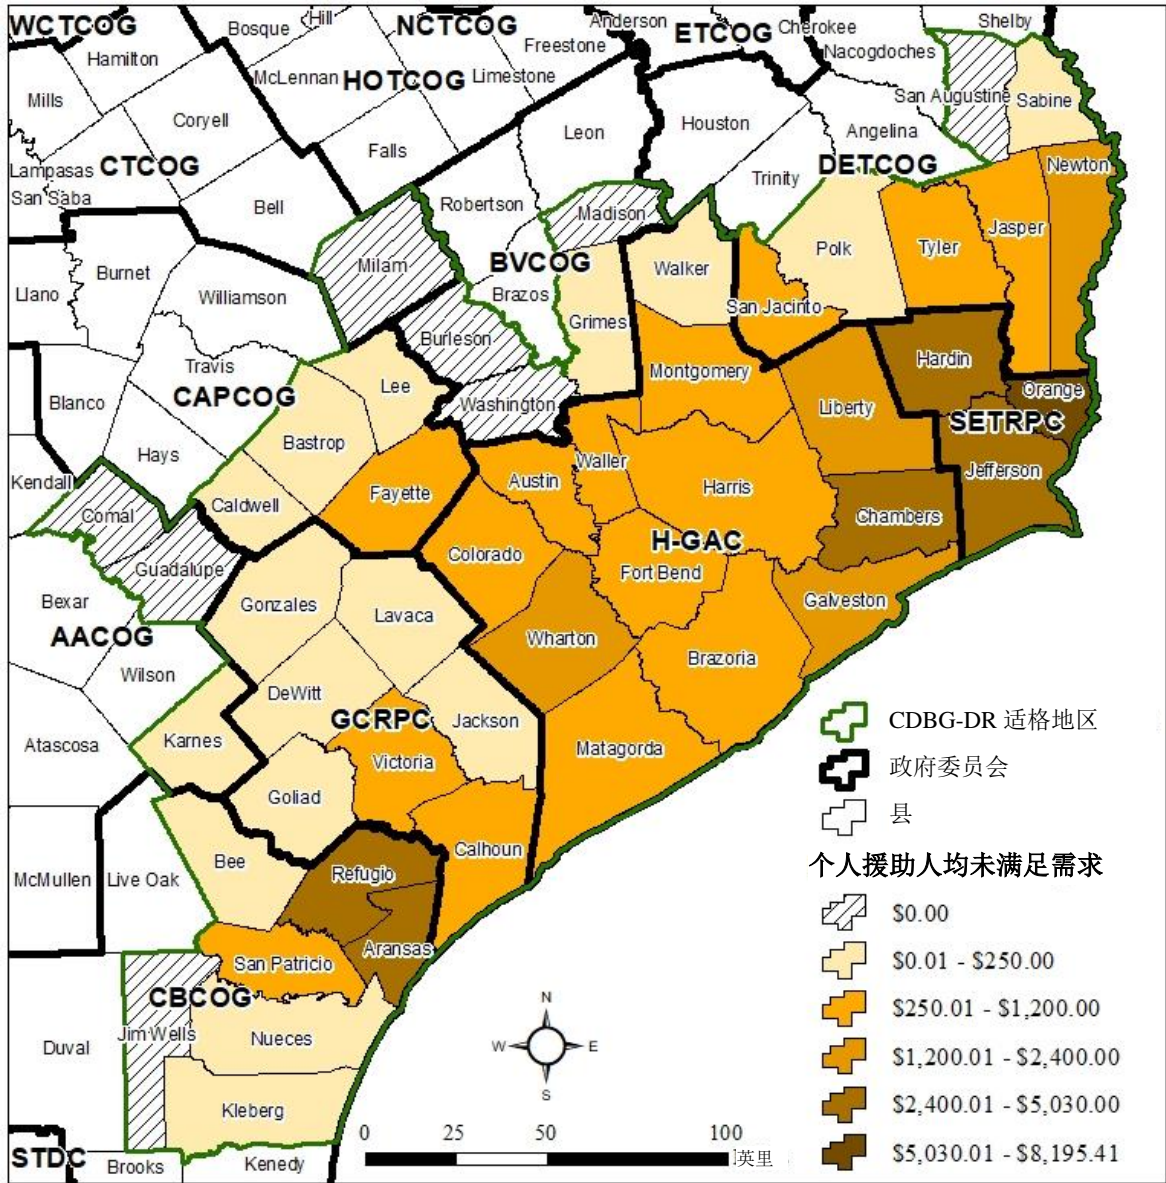 WCTCOG
Bosque
Hill
NCTCOG
Anderson
ETCOG
Cherokee
Shelby
Hamilton
Freestone
Nacogdoches
McLennan
HOTCOG
Limestone
San Augustine
Sabine
Mills
Coryell
Leon
Houston
Angelina
Lampasas
CTCOG
Falls
DETCOG
Newton
San Saba
Bell
Robertson
Madison
Trinity
Jasper
Burnet
Milam
BVCOG
Walker
Polk
Tyler
Llano
Williamson
Brazos
Grimes
San Jacinto
Burleson
Travis
Montgomery
Hardin
Blanco
CAPCOG
Lee
Washington
Liberty
Orange
Bastrop
SETRPC
Hays
Waller
Jefferson
Kendall
Fayette
Austin
Harris
Comal
Caldwell
Chambers
Colorado
H-GAC
Guadalupe
Fort Bend
Bexar
Gonzales
Lavaca
Galveston
AACOG
Wharton
Brazoria
Wilson
DeWitt
GCRPC
Jackson
Atascosa
Karnes
Victoria
Matagorda
Goliad
Calhoun
Bee
McMullen
Live Oak
Refugio
Aransas
San Patricio
CBCOG
Jim Wells
Nueces
Duval
Kleberg
STDC
Brooks
Kenedy
N
W
E
S
0 25 50 100
英里
CDBG-DR 适格地区
政府委员会
县
个人援助人均未满足需求
$0.00
$0.01 - $250.00
$250.01 - $1,200.00
$1,200.01 - $2,400.00
$2,400.01 - $5,030.00
$5,030.01 - $8,195.41